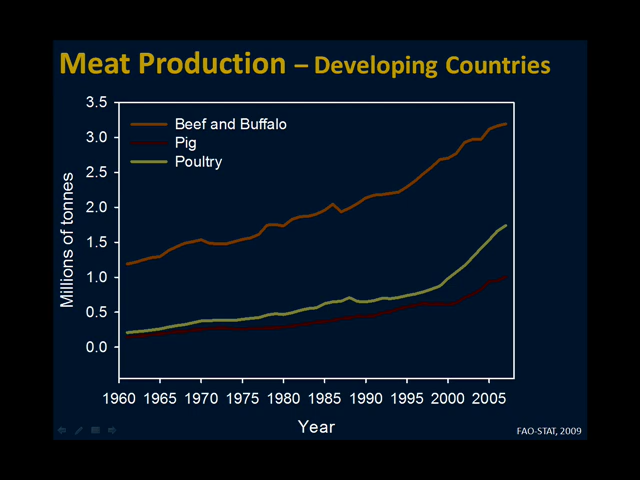 Meat Production – Developing Countries
3.5
3.0
2.5
2.0
1.5
1.0
0.5
0.0
Millions of tonnes
Beef and Buffalo
Pig
Poultry
1960 1965 1970 1975 1980 1985 1990 1995 2000 2005
Year
FAO-STAT, 2009